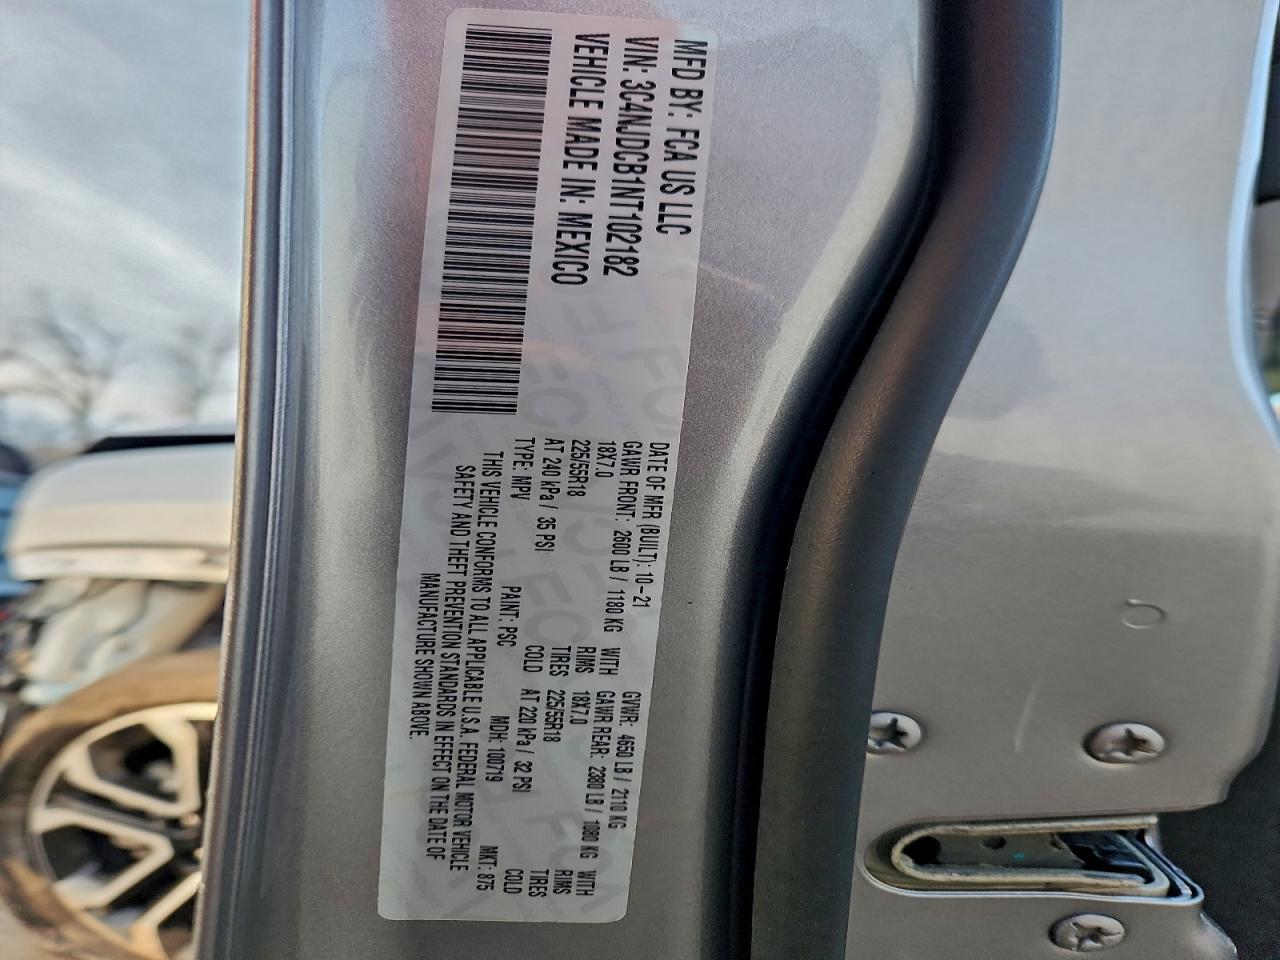 MFD BY: FCA US LLC
VIN: 3C4NJDCB1NT102182
VEHICLE MADE IN: MEXICO
DATE OF MFR (BUILT): 10-21 GVWR: 4650 LB / 2110 KG
GAWR FRONT: 2600 LB / 1180 KG WITH GAWR REAR: 2380 LB / 1080 KG WITH
18X7.0 RIMS 18X7.0 RIMS
225/55R18 TIRES 225/55R18 TIRES
AT 240 kPa / 35 PSI COLD AT 220 kPa / 32 PSI COLD
TYPE: MPV PAINT: PSC MDH: 100719 MKT: 875
THIS VEHICLE CONFORMS TO ALL APPLICABLE U.S.A. FEDERAL MOTOR VEHICLE
SAFETY AND THEFT PREVENTION STANDARDS IN EFFECT ON THE DATE OF
MANUFACTURE SHOWN ABOVE.